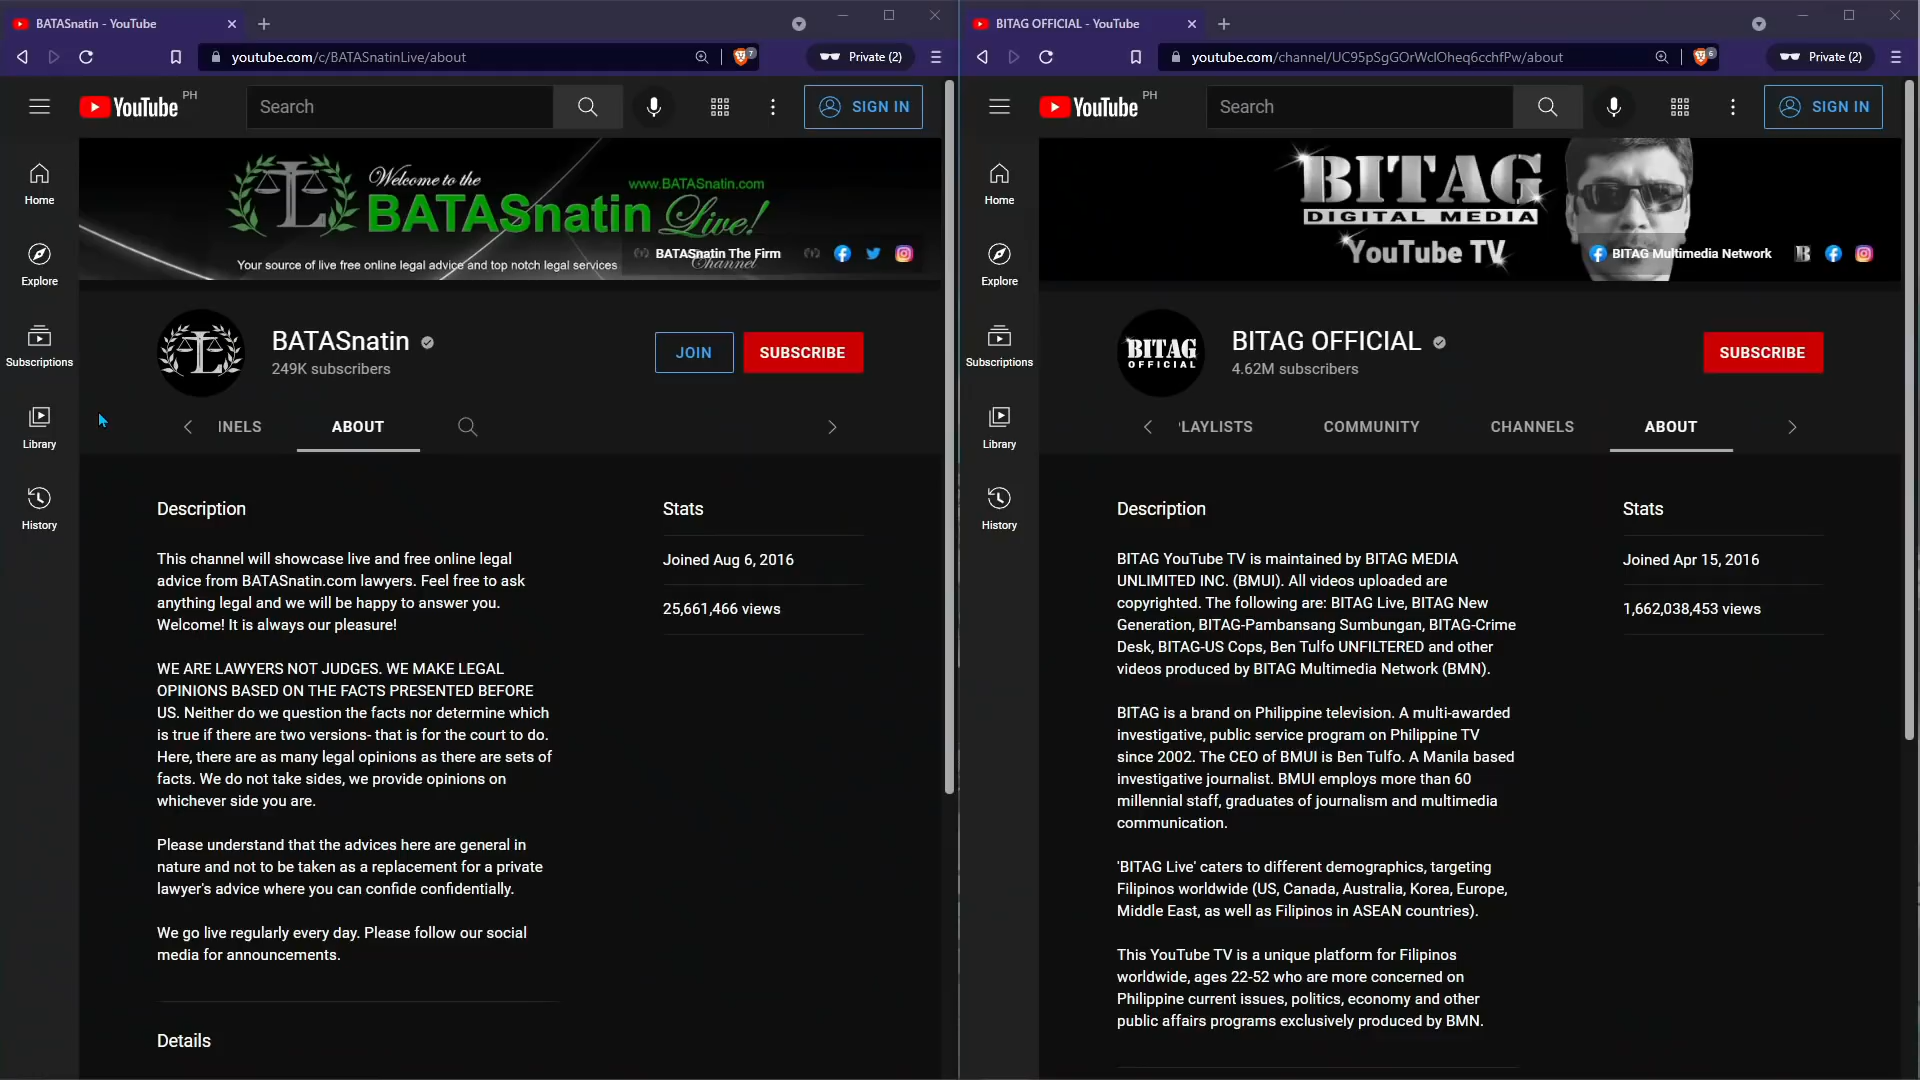 BATASnatin - YouTube
youtube.com/c/BATASnatinLive/about
7
Private (2)
YouTube PH
Search
SIGN IN
Home
Explore
Subscriptions
Library
History
Welcome to the
www.BATASnatin.com
BATASnatin Live!
BATASnatin The Firm
Channel
Your source of live free online legal advice and top notch legal services
BATASnatin
249K subscribers
JOIN
SUBSCRIBE
NELS
ABOUT
Description
This channel will showcase live and free online legal
advice from BATASnatin.com lawyers. Feel free to ask
anything legal and we will be happy to answer you.
Welcome! It is always our pleasure!
WE ARE LAWYERS NOT JUDGES. WE MAKE LEGAL
OPINIONS BASED ON THE FACTS PRESENTED BEFORE
US. Neither do we question the facts nor determine which
is true if there are two versions- that is for the court to do.
Here, there are as many legal opinions as there are sets of
facts. We do not take sides, we provide opinions on
whichever side you are.
Please understand that the advices here are general in
nature and not to be taken as a replacement for a private
lawyer's advice where you can confide confidentially.
We go live regularly every day. Please follow our social
media for announcements.
Details
Stats
Joined Aug 6, 2016
25,661,466 views
BITAG OFFICIAL - YouTube
youtube.com/channel/UC95pSgGOrWclOheq6cchfPw/about
6
Private (2)
YouTube PH
Search
SIGN IN
Home
Explore
Subscriptions
Library
History
BITAG
DIGITAL MEDIA
YouTube TV
BITAG Multimedia Network
BITAG
OFFICIAL
BITAG OFFICIAL
4.62M subscribers
SUBSCRIBE
PLAYLISTS
COMMUNITY
CHANNELS
ABOUT
Description
BITAG YouTube TV is maintained by BITAG MEDIA
UNLIMITED INC. (BMUI). All videos uploaded are
copyrighted. The following are: BITAG Live, BITAG New
Generation, BITAG-Pambansang Sumbungan, BITAG-Crime
Desk, BITAG-US Cops, Ben Tulfo UNFILTERED and other
videos produced by BITAG Multimedia Network (BMN).
BITAG is a brand on Philippine television. A multi-awarded
investigative, public service program on Philippine TV
since 2002. The CEO of BMUI is Ben Tulfo. A Manila based
investigative journalist. BMUI employs more than 60
millennial staff, graduates of journalism and multimedia
communication.
'BITAG Live' caters to different demographics, targeting
Filipinos worldwide (US, Canada, Australia, Korea, Europe,
Middle East, as well as Filipinos in ASEAN countries).
This YouTube TV is a unique platform for Filipinos
worldwide, ages 22-52 who are more concerned on
Philippine current issues, politics, economy and other
public affairs programs exclusively produced by BMN.
Stats
Joined Apr 15, 2016
1,662,038,453 views